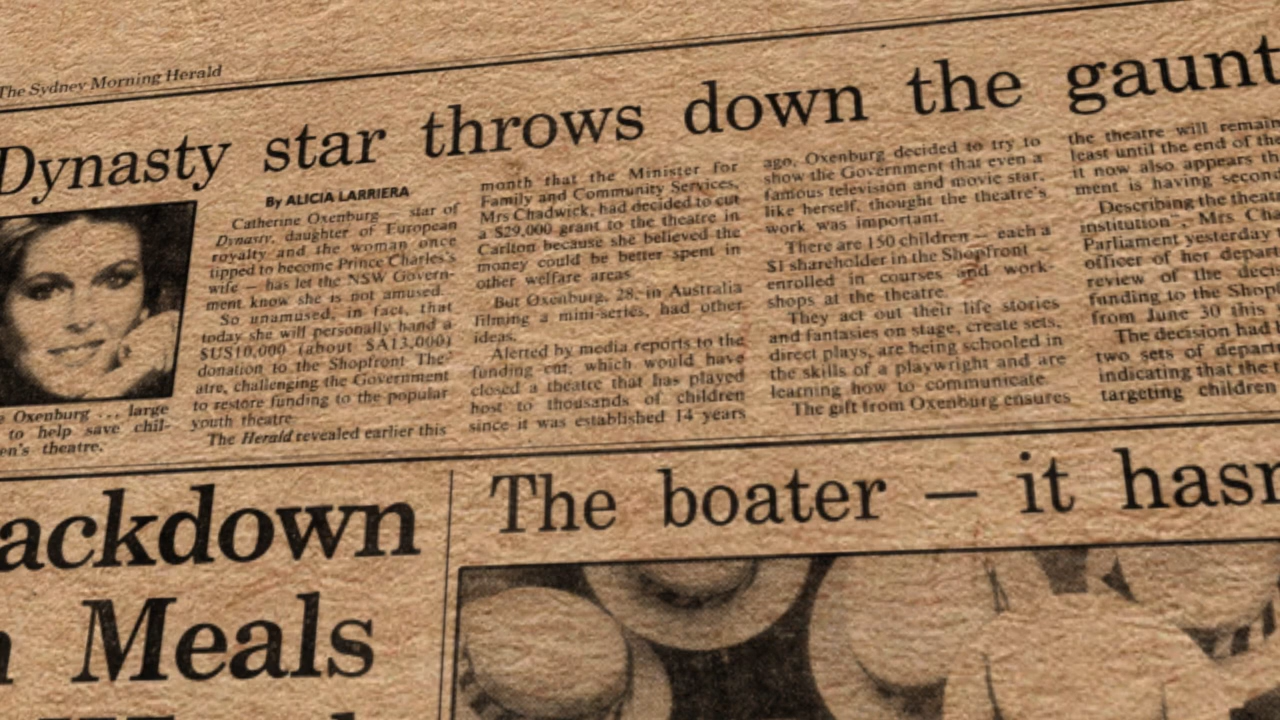 The Sydney Morning Herald
Dynasty star throws down the gaunt
By ALICIA LARRIERA
Catherine Oxenburg — star of
Dynasty, daughter of European
royalty and the woman once
tipped to become Prince Charles's
wife — has let the NSW Govern-
ment know she is not amused.
So unamused, in fact, that
today she will personally hand a
$US10,000 (about $A13,000)
donation to the Shopfront The-
atre, challenging the Government
to restore funding to the popular
youth theatre.
The Herald revealed earlier this
Oxenburg ... large
to help save chil-
en's theatre.
month that the Minister for
Family and Community Services,
Mrs Chadwick, had decided to cut
a $29,000 grant to the theatre in
Carlton because she believed the
money could be better spent in
other welfare areas.
But Oxenburg, 28, in Australia
filming a mini-series, had other
ideas.
Alerted by media reports to the
funding cut, which would have
closed a theatre that has played
host to thousands of children
since it was established 14 years
ago, Oxenburg decided to try to
show the Government that even a
famous television and movie star,
like herself, thought the theatre's
work was important.
There are 150 children — each a
$1 shareholder in the Shopfront —
enrolled in courses and work-
shops at the theatre.
They act out their life stories
and fantasies on stage, create sets,
direct plays, are being schooled in
the skills of a playwright and are
learning how to communicate.
The gift from Oxenburg ensures
the theatre will remain
least until the end of the
it now also appears th
ment is having second
Describing the theat
institution", Mrs Cha
Parliament yesterday
officer of her depart
review of the deci
funding to the Shop
from June 30 this
The decision had
two sets of depart
indicating that the t
targeting children
ackdown
n Meals
The boater — it hasn